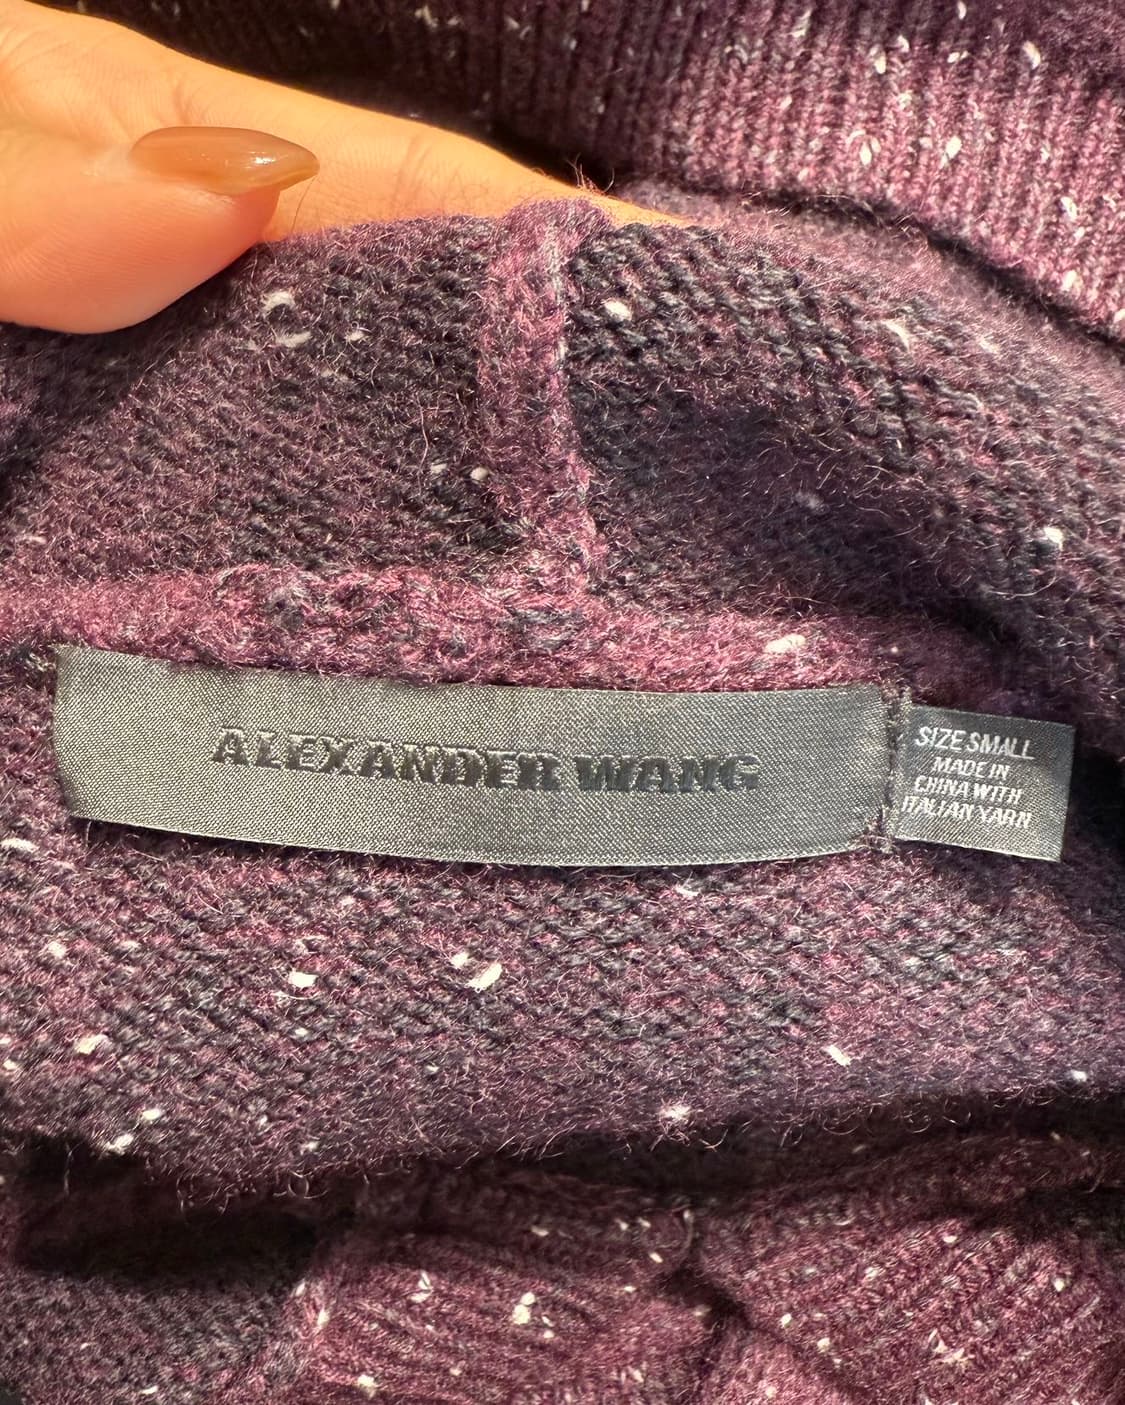 ALEXANDER WANG
SIZE SMALL
MADE IN
CHINA WITH
ITALIAN YARN